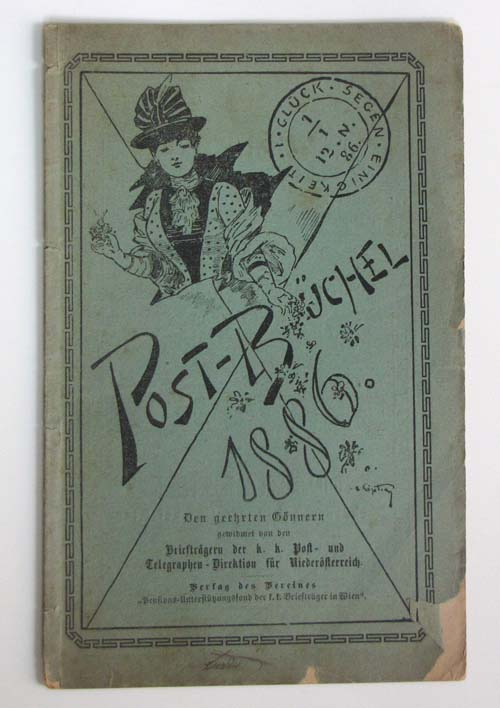 GLÜCK · SEGEN · EINIGKEIT · !
1/1
12.N.
86.
POST-BÜCHEL
1886.
Den geehrten Gönnern
gewidmet von den
Briefträgern der k. k. Post- und
Telegraphen-Direktion für Niederösterreich.
Verlag des Vereines
„Pensions-Unterstützungsfond der k. k. Briefträger in Wien“.